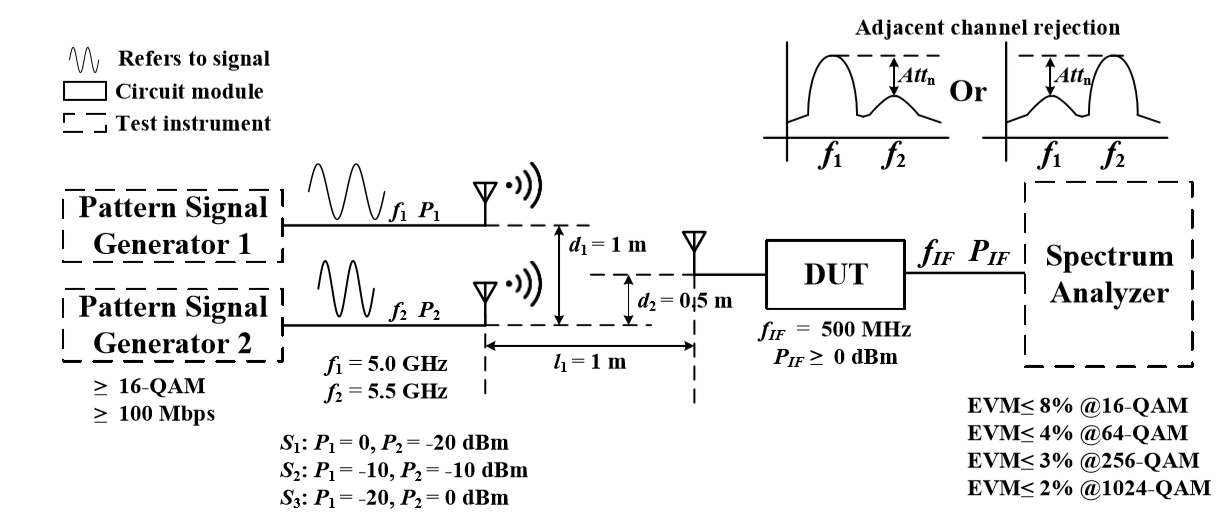 Adjacent channel rejection
Refers to signal
Circuit module
Test instrument
Attn
Or
Attn
f1 f2
f1 f2
Pattern Signal
Generator 1
f1 P1
Pattern Signal
Generator 2
f2 P2
≥ 16-QAM
≥ 100 Mbps
f1 = 5.0 GHz
f2 = 5.5 GHz
S1: P1 = 0, P2 = -20 dBm
S2: P1 = -10, P2 = -10 dBm
S3: P1 = -20, P2 = 0 dBm
d1 = 1 m
d2 = 0.5 m
l1 = 1 m
DUT
fIF = 500 MHz
PIF ≥ 0 dBm
fIF PIF
Spectrum
Analyzer
EVM≤ 8% @16-QAM
EVM≤ 4% @64-QAM
EVM≤ 3% @256-QAM
EVM≤ 2% @1024-QAM